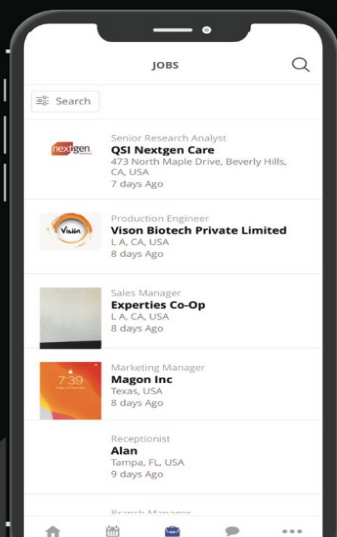 JOBS
Search
Senior Research Analyst
nextgen
QSI Nextgen Care
473 North Maple Drive, Beverly Hills,
CA, USA
7 days Ago
Production Engineer
Vision
Vison Biotech Private Limited
L A, CA, USA
8 days Ago
Sales Manager
Experties Co-Op
L A, CA, USA
8 days Ago
Marketing Manager
7:39
Magon Inc
Texas, USA
8 days Ago
Receptionist
Alan
Tampa, FL, USA
9 days Ago
Branch Manager